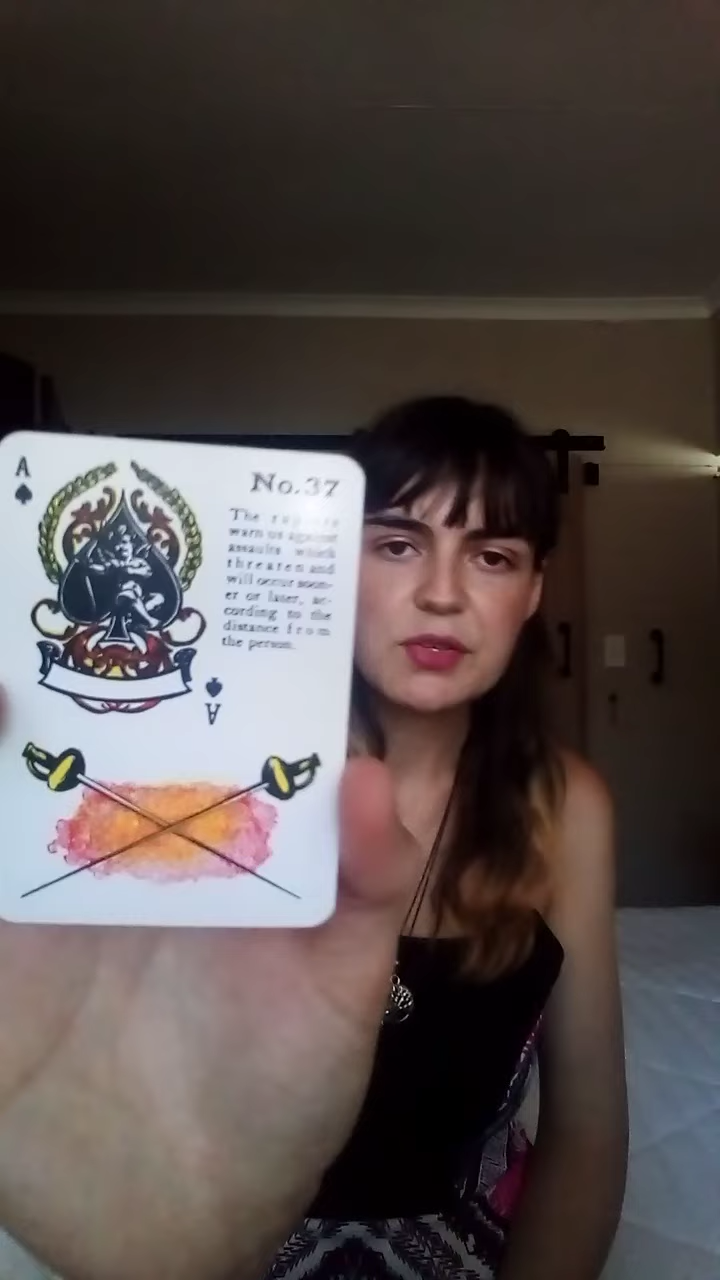 A
No.37
The rapiers
warn us against
assaults which
threaten and
will occur soon-
er or later, ac-
cording to the
distance from
the person.
A